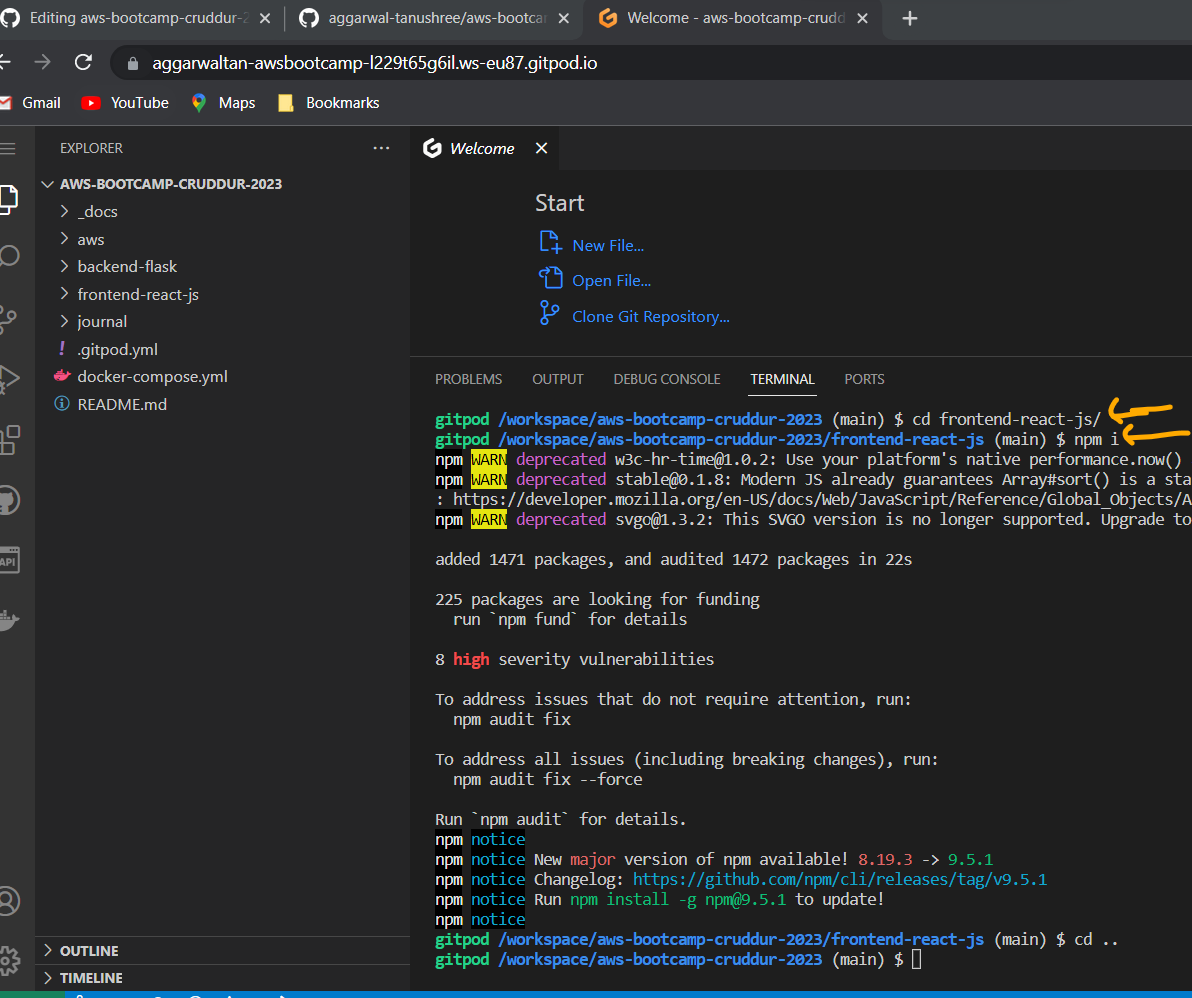 Editing aws-bootcamp-cruddur-2
aggarwal-tanushree/aws-bootca
Welcome - aws-bootcamp-crudd
aggarwaltan-awsbootcamp-l229t65g6il.ws-eu87.gitpod.io
Gmail YouTube Maps Bookmarks
EXPLORER
AWS-BOOTCAMP-CRUDDUR-2023
_docs
aws
backend-flask
frontend-react-js
journal
.gitpod.yml
docker-compose.yml
README.md
OUTLINE
TIMELINE
API
Welcome
Start
New File...
Open File...
Clone Git Repository...
PROBLEMS OUTPUT DEBUG CONSOLE TERMINAL PORTS
gitpod /workspace/aws-bootcamp-cruddur-2023 (main) $ cd frontend-react-js/
gitpod /workspace/aws-bootcamp-cruddur-2023/frontend-react-js (main) $ npm i
npm WARN deprecated w3c-hr-time@1.0.2: Use your platform's native performance.now()
npm WARN deprecated stable@0.1.8: Modern JS already guarantees Array#sort() is a sta
: https://developer.mozilla.org/en-US/docs/Web/JavaScript/Reference/Global_Objects/A
npm WARN deprecated svgo@1.3.2: This SVGO version is no longer supported. Upgrade to
added 1471 packages, and audited 1472 packages in 22s
225 packages are looking for funding
run `npm fund` for details
8 high severity vulnerabilities
To address issues that do not require attention, run:
npm audit fix
To address all issues (including breaking changes), run:
npm audit fix --force
Run `npm audit` for details.
npm notice
npm notice New major version of npm available! 8.19.3 -> 9.5.1
npm notice Changelog: https://github.com/npm/cli/releases/tag/v9.5.1
npm notice Run npm install -g npm@9.5.1 to update!
npm notice
gitpod /workspace/aws-bootcamp-cruddur-2023/frontend-react-js (main) $ cd ..
gitpod /workspace/aws-bootcamp-cruddur-2023 (main) $